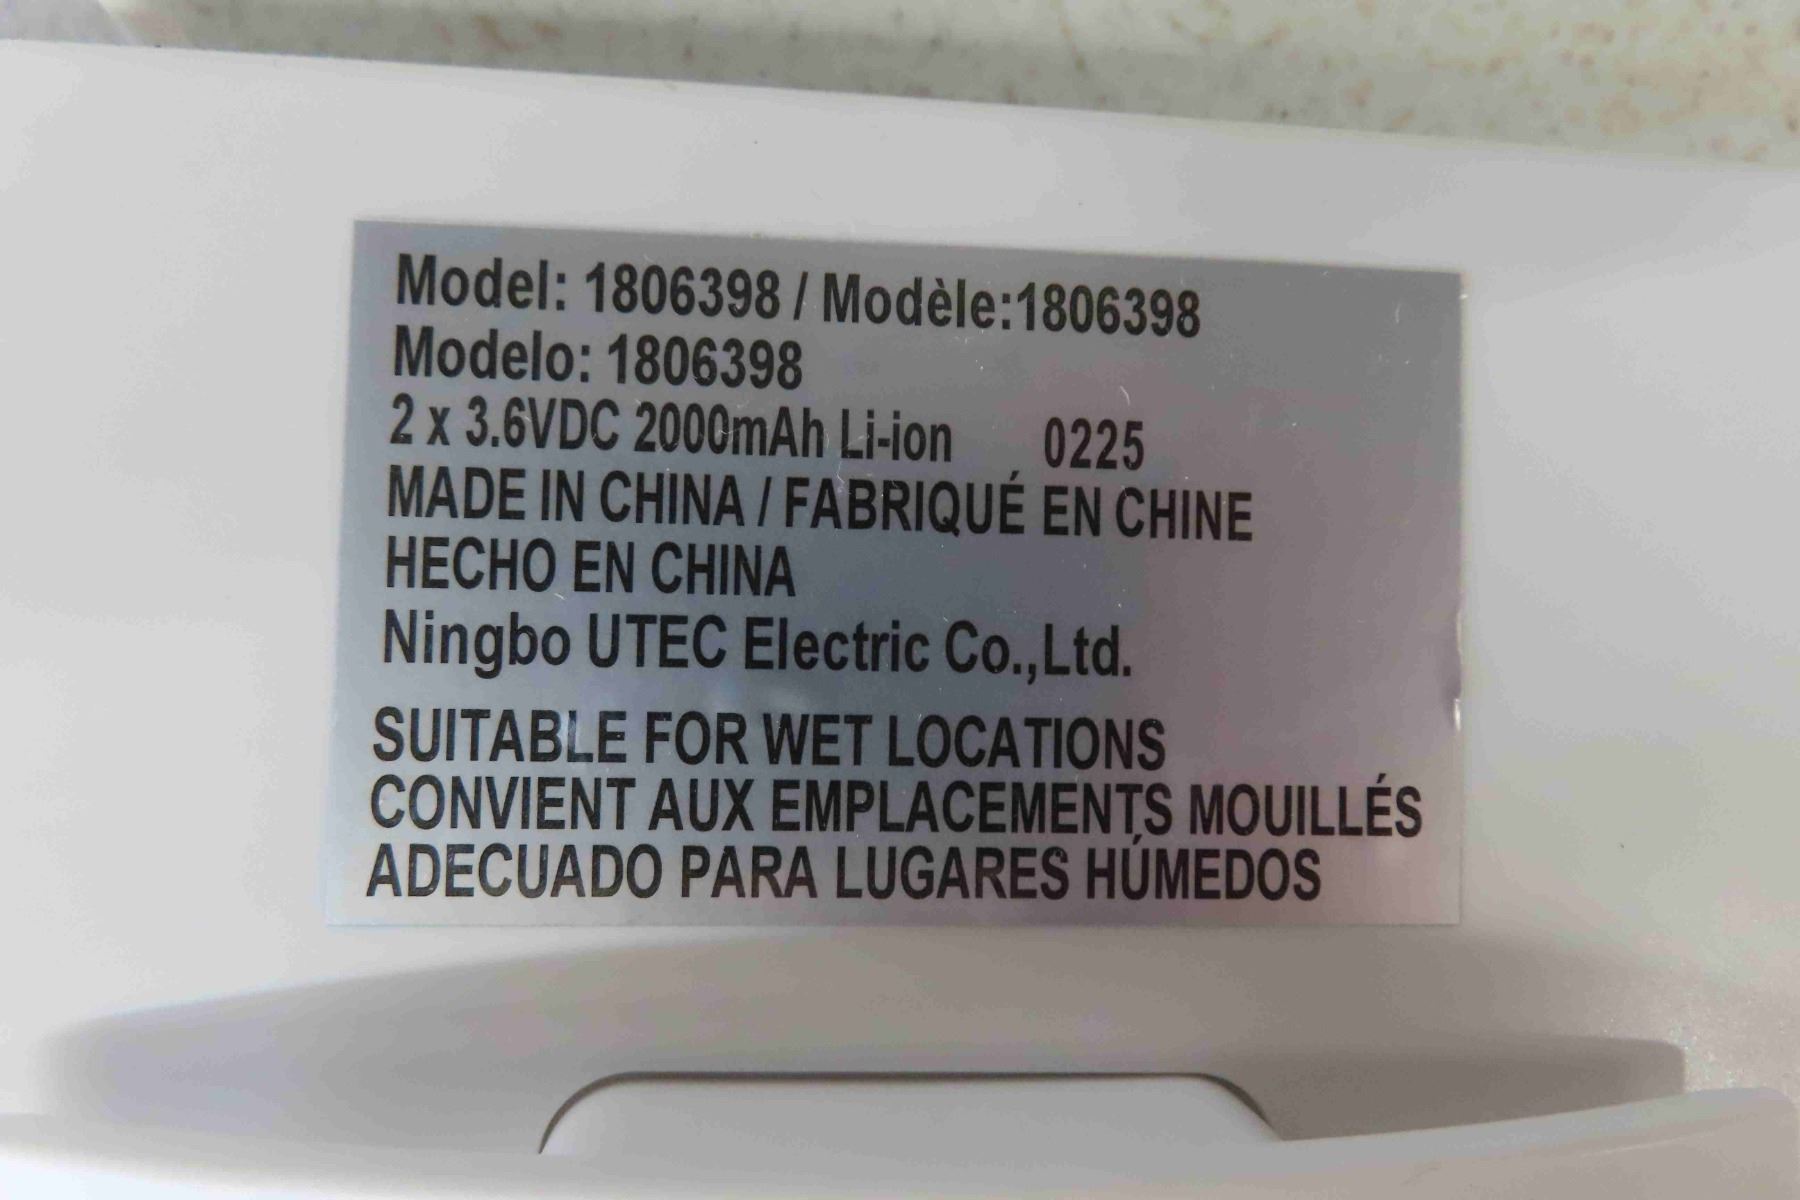 Model: 1806398 / Modèle:1806398
Modelo: 1806398
2 x 3.6VDC 2000mAh Li-ion 0225
MADE IN CHINA / FABRIQUÉ EN CHINE
HECHO EN CHINA
Ningbo UTEC Electric Co.,Ltd.
SUITABLE FOR WET LOCATIONS
CONVIENT AUX EMPLACEMENTS MOUILLÉS
ADECUADO PARA LUGARES HÚMEDOS